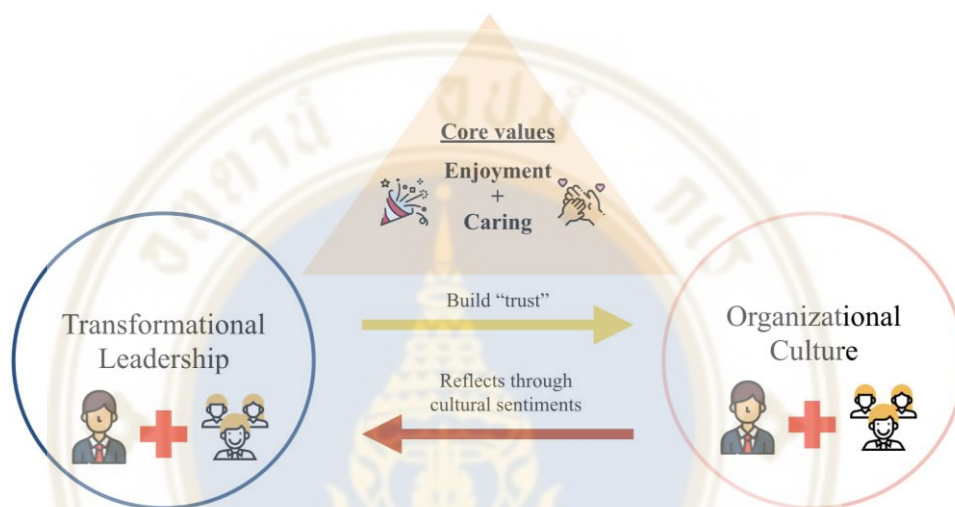 Core values
Enjoyment
+
Caring
Transformational
Leadership
Build “trust”
Reflects through
cultural sentiments
Organizational
Culture